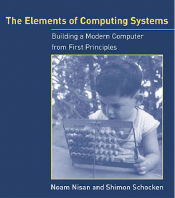 The Elements of Computing Systems
Building a Modern Computer
from First Principles
Noam Nisan and Shimon Schocken